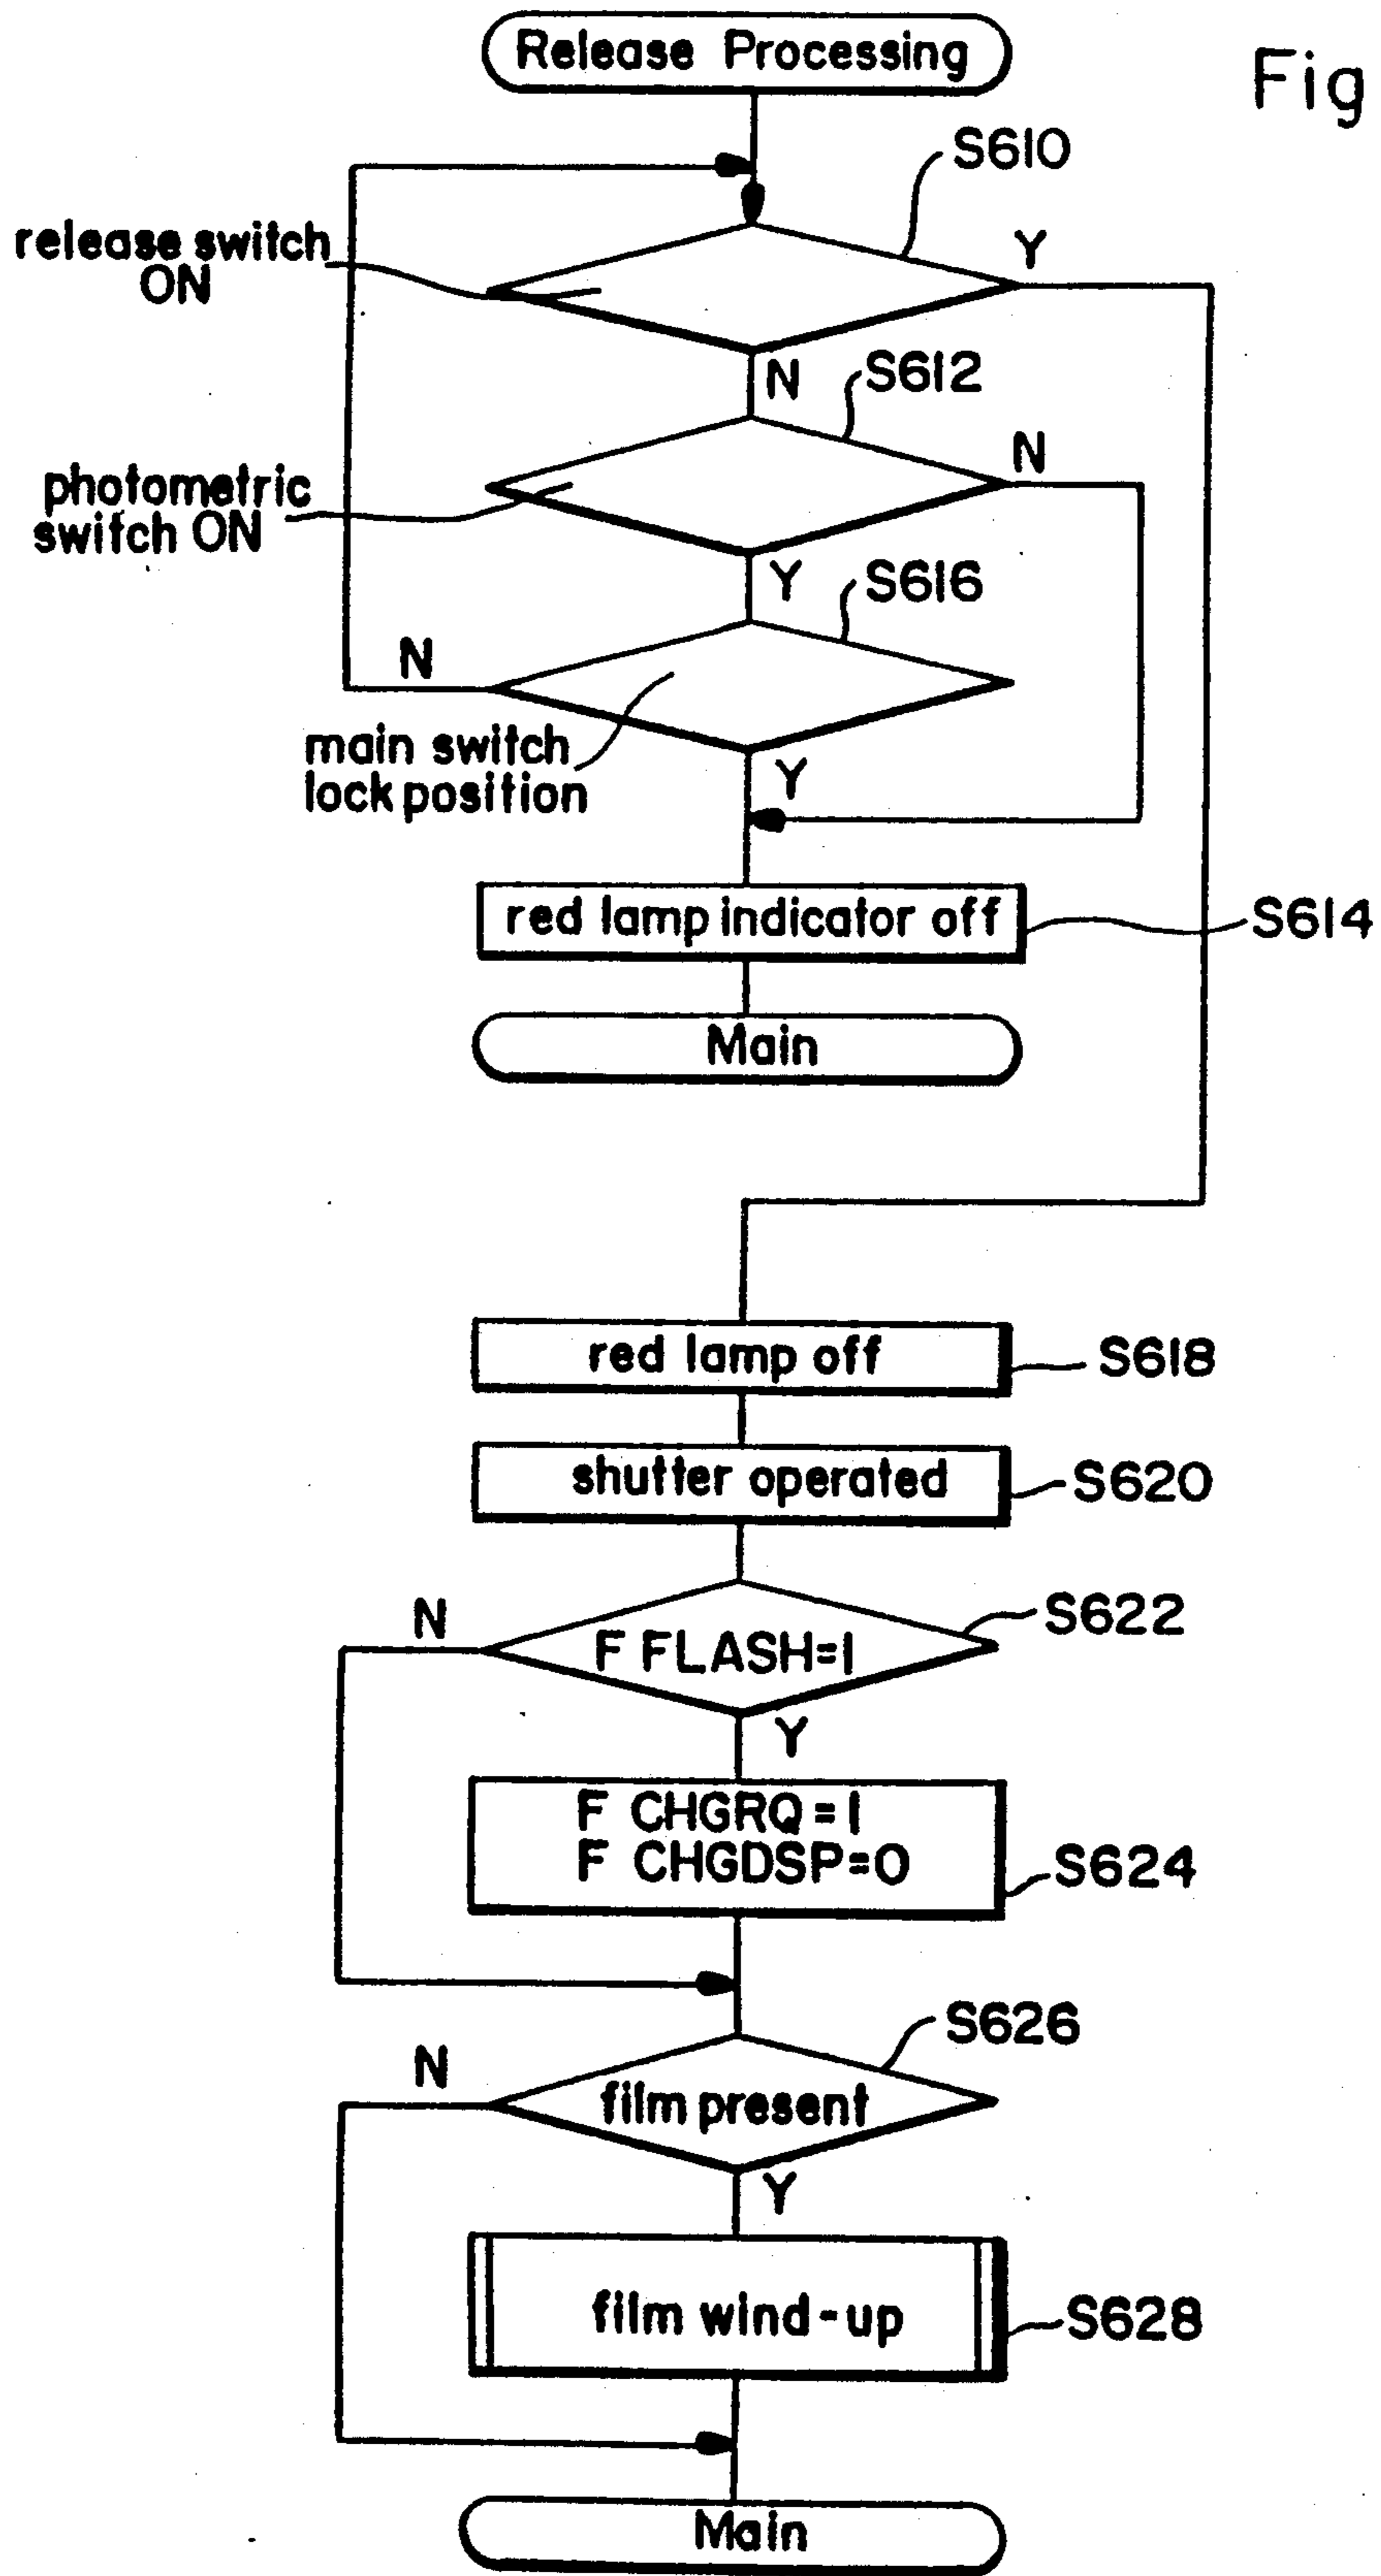 Release Processing
Fig
S610
release switch
ON
Y
N
S612
photometric
switch ON
N
Y
S616
N
main switch
lock position
Y
red lamp indicator off
S614
Main
red lamp off
S618
shutter operated
S620
N
F FLASH=1
S622
Y
F CHGRQ=1
F CHGDSP=0
S624
S626
N
film present
Y
film wind-up
S628
Main